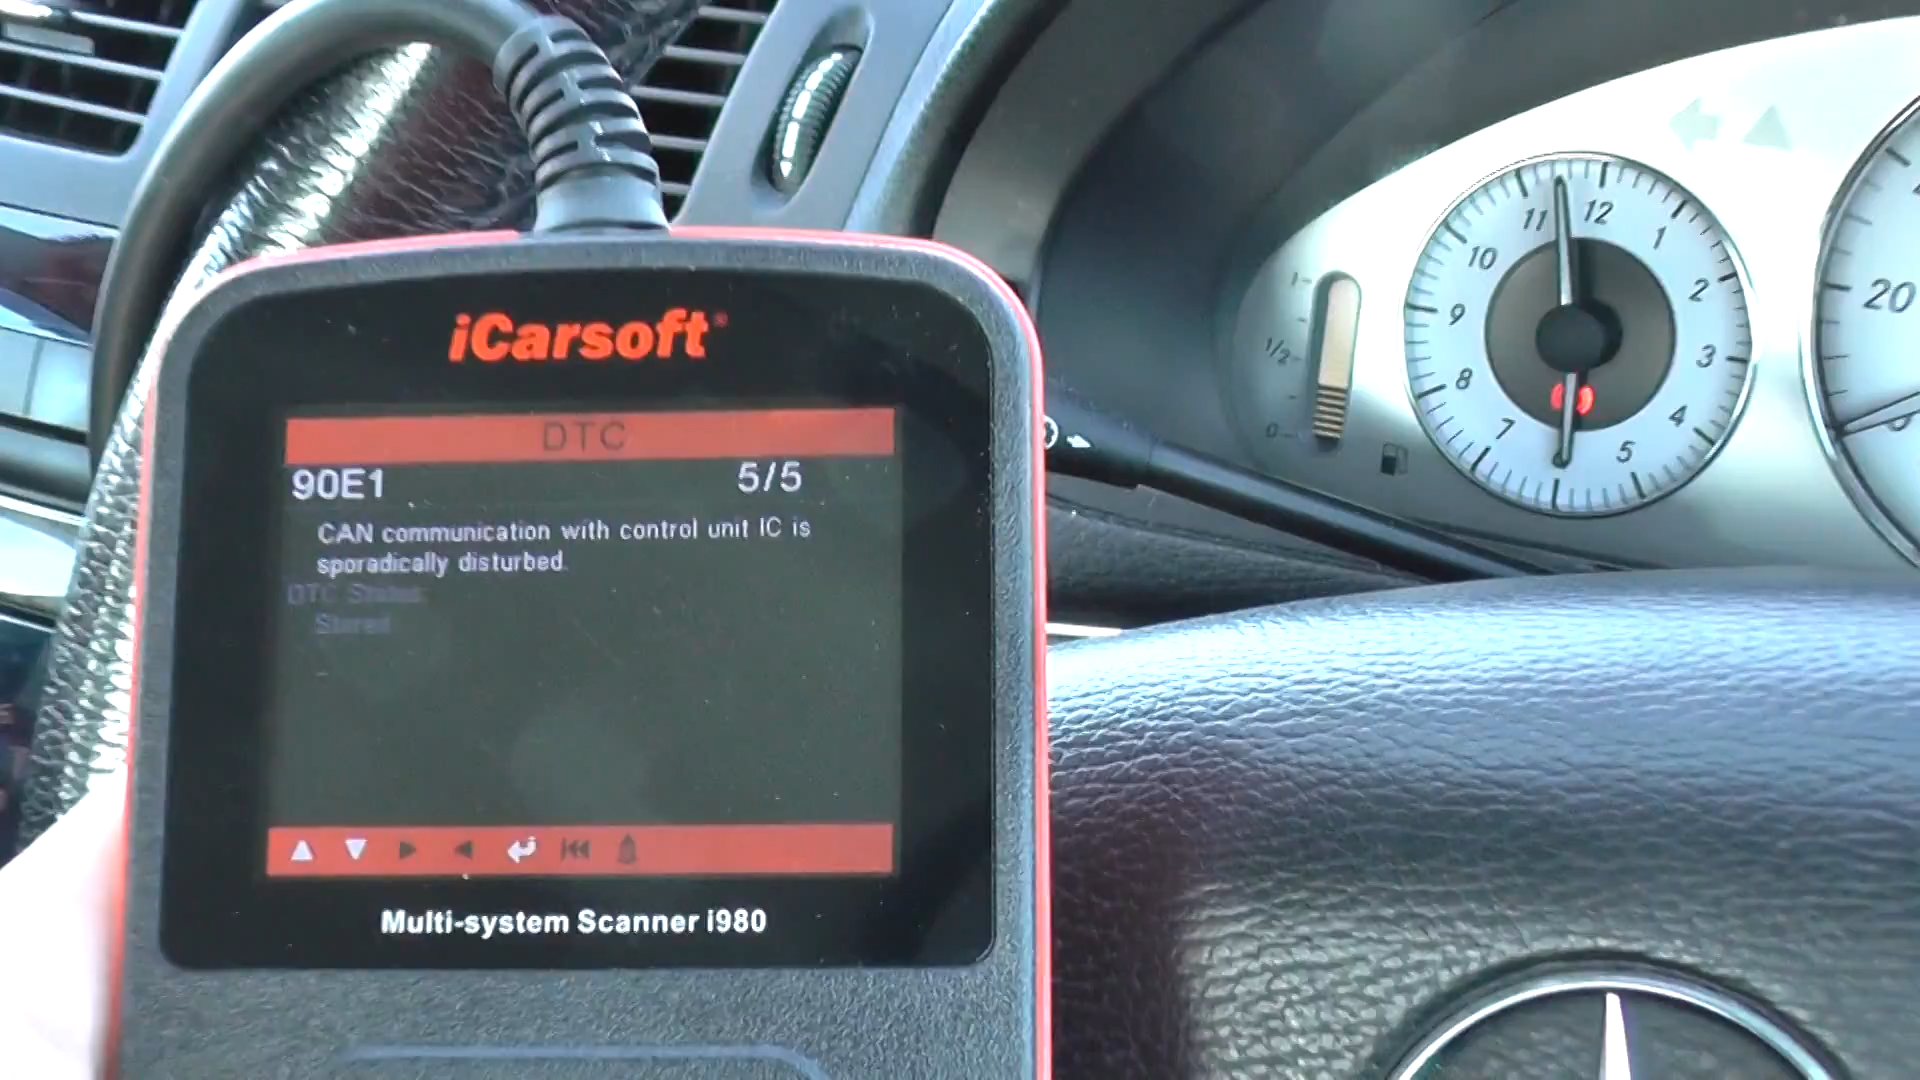 iCarsoft®
DTC
90E1 5/5
CAN communication with control unit IC is
sporadically disturbed.
DTC Status:
Stored
Multi-system Scanner i980
1
1/2
0
11 12
10 1
9 2
8 3
7 4
5
20